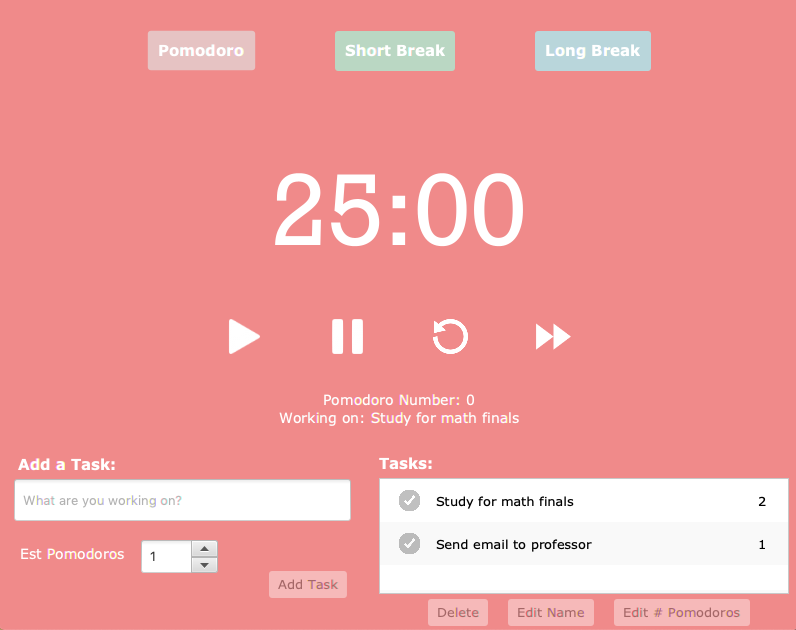 Pomodoro
Short Break
Long Break
25:00
Pomodoro Number: 0
Working on: Study for math finals
Add a Task:
What are you working on?
Est Pomodoros 1
Add Task
Tasks:
Study for math finals 2
Send email to professor 1
Delete Edit Name Edit # Pomodoros